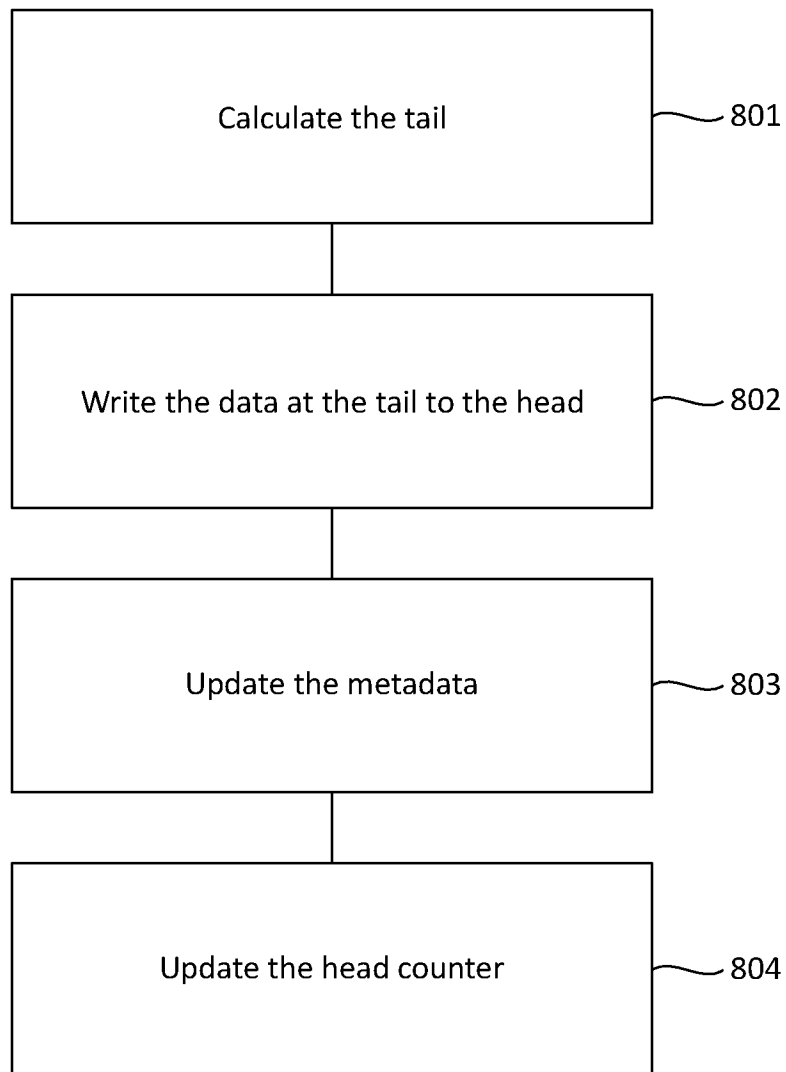 Calculate the tail
801
Write the data at the tail to the head
802
Update the metadata
803
Update the head counter
804